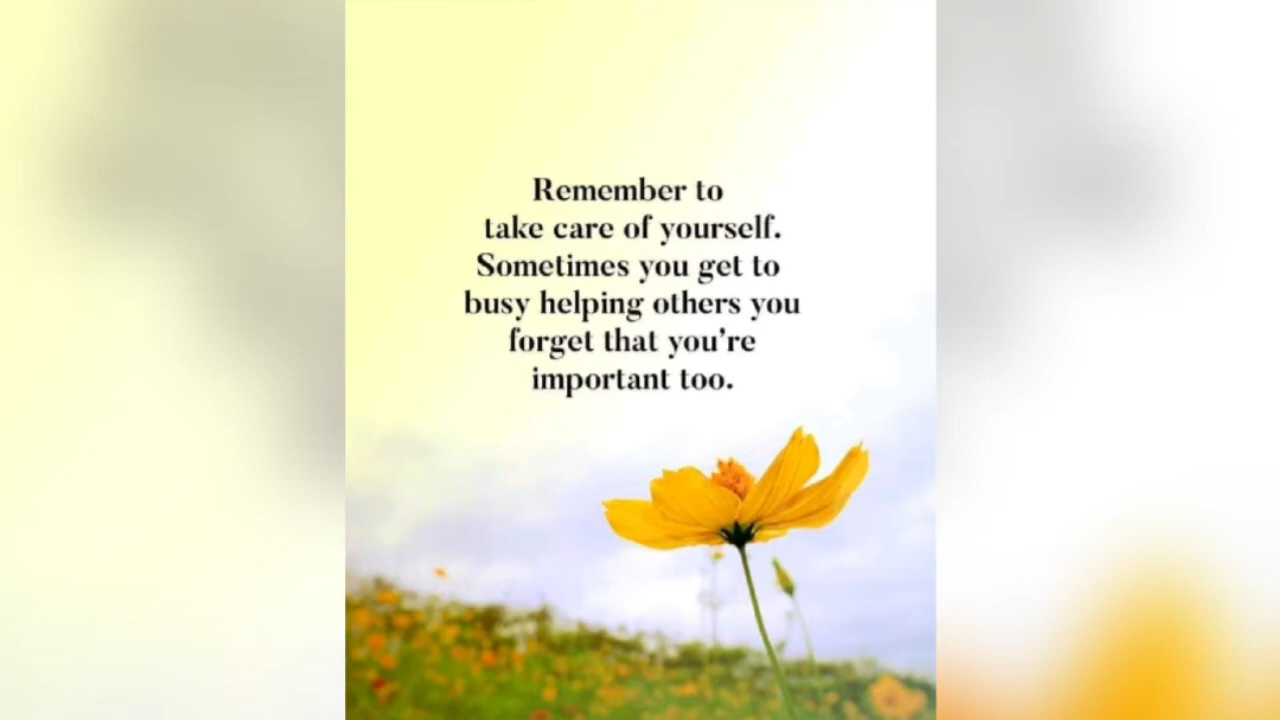 Remember to
take care of yourself.
Sometimes you get to
busy helping others you
forget that you're
important too.